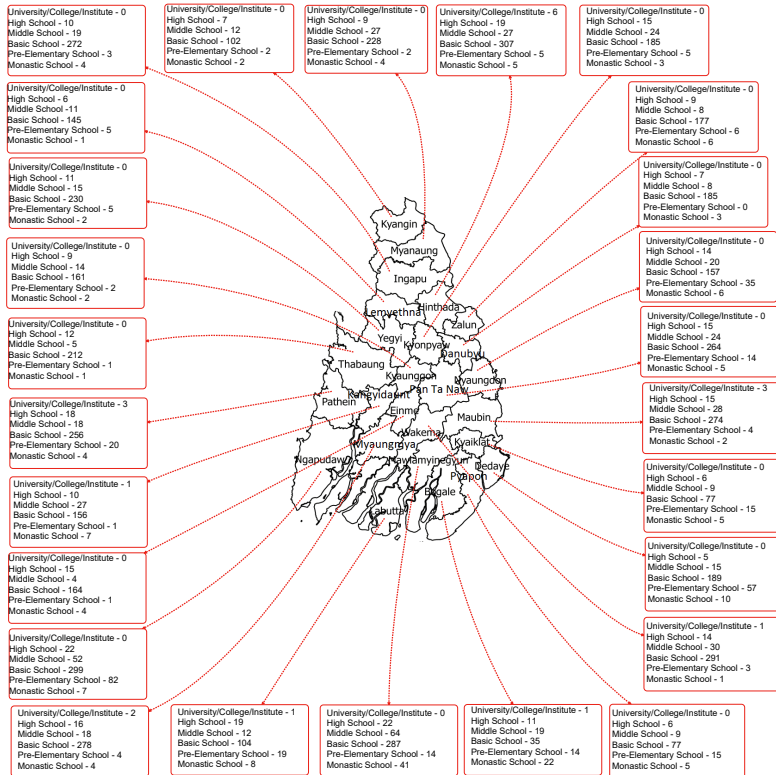 University/College/Institute - 0
High School - 10
Middle School - 19
Basic School - 272
Pre-Elementary School - 3
Monastic School - 4
University/College/Institute - 0
High School - 7
Middle School - 12
Basic School - 102
Pre-Elementary School - 2
Monastic School - 2
University/College/Institute - 0
High School - 9
Middle School - 27
Basic School - 228
Pre-Elementary School - 2
Monastic School - 4
University/College/Institute - 6
High School - 19
Middle School - 27
Basic School - 307
Pre-Elementary School - 5
Monastic School - 5
University/College/Institute - 0
High School - 15
Middle School - 24
Basic School - 185
Pre-Elementary School - 5
Monastic School - 3
University/College/Institute - 0
High School - 6
Middle School -11
Basic School - 145
Pre-Elementary School - 5
Monastic School - 1
University/College/Institute - 0
High School - 9
Middle School - 8
Basic School - 177
Pre-Elementary School - 6
Monastic School - 6
University/College/Institute - 0
High School - 11
Middle School - 15
Basic School - 230
Pre-Elementary School - 5
Monastic School - 2
University/College/Institute - 0
High School - 7
Middle School - 8
Basic School - 185
Pre-Elementary School - 0
Monastic School - 3
University/College/Institute - 0
High School - 9
Middle School - 14
Basic School - 161
Pre-Elementary School - 2
Monastic School - 2
University/College/Institute - 0
High School - 14
Middle School - 20
Basic School - 157
Pre-Elementary School - 35
Monastic School - 6
University/College/Institute - 0
High School - 12
Middle School - 5
Basic School - 212
Pre-Elementary School - 1
Monastic School - 1
University/College/Institute - 0
High School - 15
Middle School - 24
Basic School - 264
Pre-Elementary School - 14
Monastic School - 5
University/College/Institute - 3
High School - 18
Middle School - 18
Basic School - 256
Pre-Elementary School - 20
Monastic School - 4
University/College/Institute - 3
High School - 15
Middle School - 28
Basic School - 274
Pre-Elementary School - 4
Monastic School - 2
University/College/Institute - 1
High School - 10
Middle School - 27
Basic School - 156
Pre-Elementary School - 1
Monastic School - 7
University/College/Institute - 0
High School - 6
Middle School - 9
Basic School - 77
Pre-Elementary School - 15
Monastic School - 5
University/College/Institute - 0
High School - 15
Middle School - 4
Basic School - 164
Pre-Elementary School - 1
Monastic School - 4
University/College/Institute - 0
High School - 5
Middle School - 15
Basic School - 189
Pre-Elementary School - 57
Monastic School - 10
University/College/Institute - 0
High School - 22
Middle School - 52
Basic School - 299
Pre-Elementary School - 82
Monastic School - 7
University/College/Institute - 1
High School - 14
Middle School - 30
Basic School - 291
Pre-Elementary School - 3
Monastic School - 1
University/College/Institute - 2
High School - 16
Middle School - 18
Basic School - 278
Pre-Elementary School - 4
Monastic School - 4
University/College/Institute - 1
High School - 19
Middle School - 12
Basic School - 104
Pre-Elementary School - 19
Monastic School - 8
University/College/Institute - 0
High School - 22
Middle School - 64
Basic School - 287
Pre-Elementary School - 14
Monastic School - 41
University/College/Institute - 1
High School - 11
Middle School - 19
Basic School - 35
Pre-Elementary School - 14
Monastic School - 22
University/College/Institute - 0
High School - 6
Middle School - 9
Basic School - 77
Pre-Elementary School - 15
Monastic School - 5
Kyangin
Myanaung
Ingapu
Hinthada
Lemyethna
Zalun
Yegyi
Kyonpyaw
Danubyu
Thabaung
Kyaunggon
Nyaungdon
Pan Ta Naw
Kangyidaunt
Pathein
Einme
Maubin
Wakema
Myaungmya
Kyaiklat
Ngapudaw
Mawlamyinegyun
Dedaye
Pyapon
Bogale
Labutta